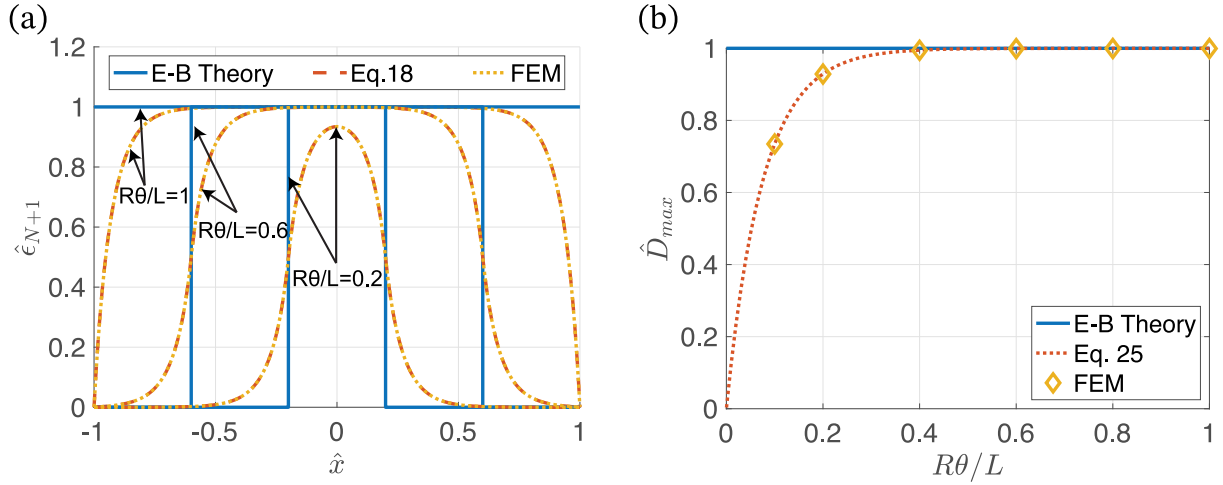 (a)
1.2
1
0.8
0.6
0.4
0.2
0
-1
-0.5
0
0.5
1
E-B Theory
Eq.18
FEM
Rθ/L=1
Rθ/L=0.6
Rθ/L=0.2
ε̂_{N+1}
x̂
(b)
1
0.8
0.6
0.4
0.2
0
0
0.2
0.4
0.6
0.8
1
E-B Theory
Eq. 25
FEM
D̂_{max}
Rθ/L